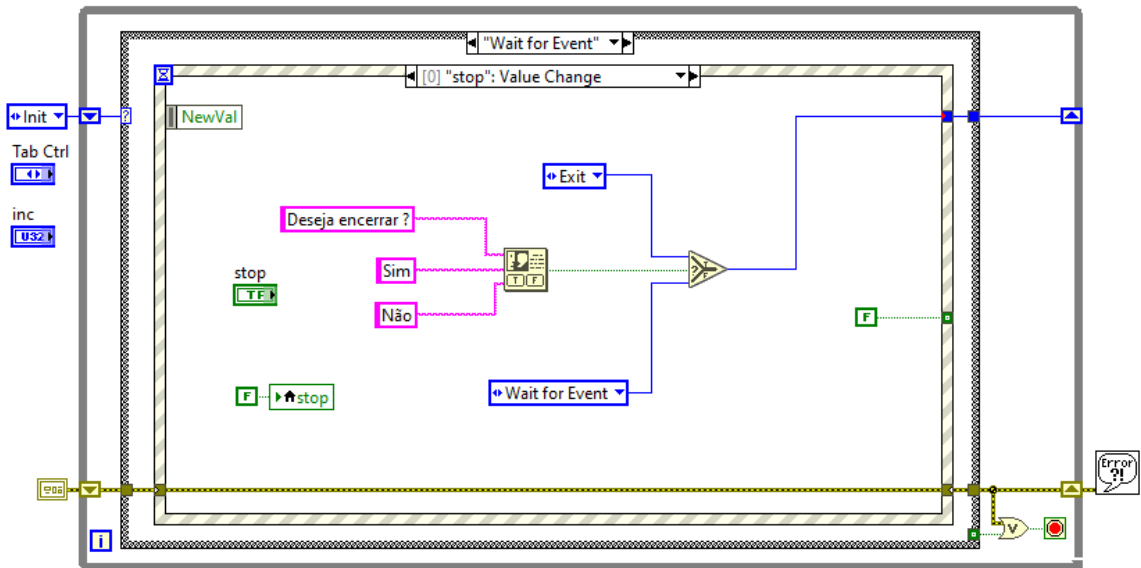 "Wait for Event"
[0] "stop": Value Change
NewVal
Init
?
Tab Ctrl
Exit
Deseja encerrar ?
inc
U32
Sim
?
T
F
T F
stop
TF
Não
F
Wait for Event
F
stop
Error
?!
V
i